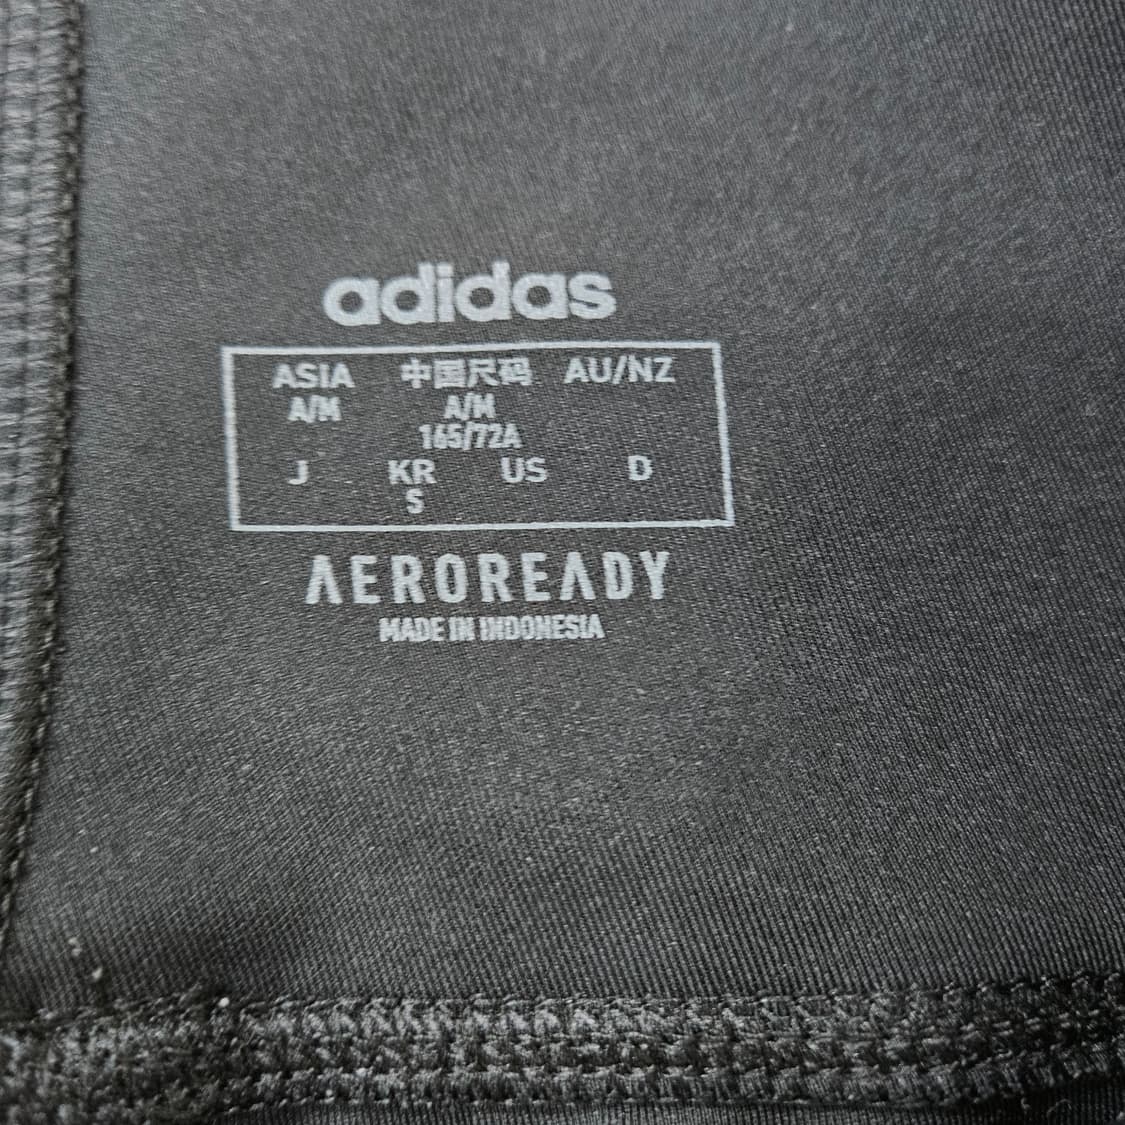 adidas
ASIA 中国尺码 AU/NZ
A/M A/M
165/72A
J KR US D
S
AEROREADY
MADE IN INDONESIA